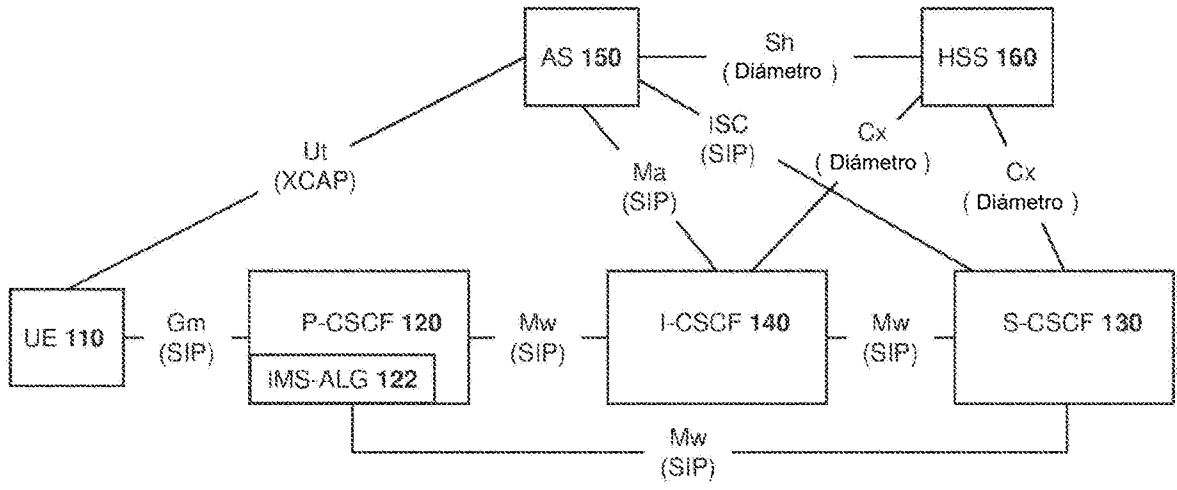 AS 150
Sh
( Diámetro )
HSS 160
ISC
(SIP)
Cx
( Diámetro )
Ut
(XCAP)
Ma
(SIP)
Cx
( Diámetro )
UE 110
Gm
(SIP)
P-CSCF 120
IMS-ALG 122
Mw
(SIP)
I-CSCF 140
Mw
(SIP)
S-CSCF 130
Mw
(SIP)